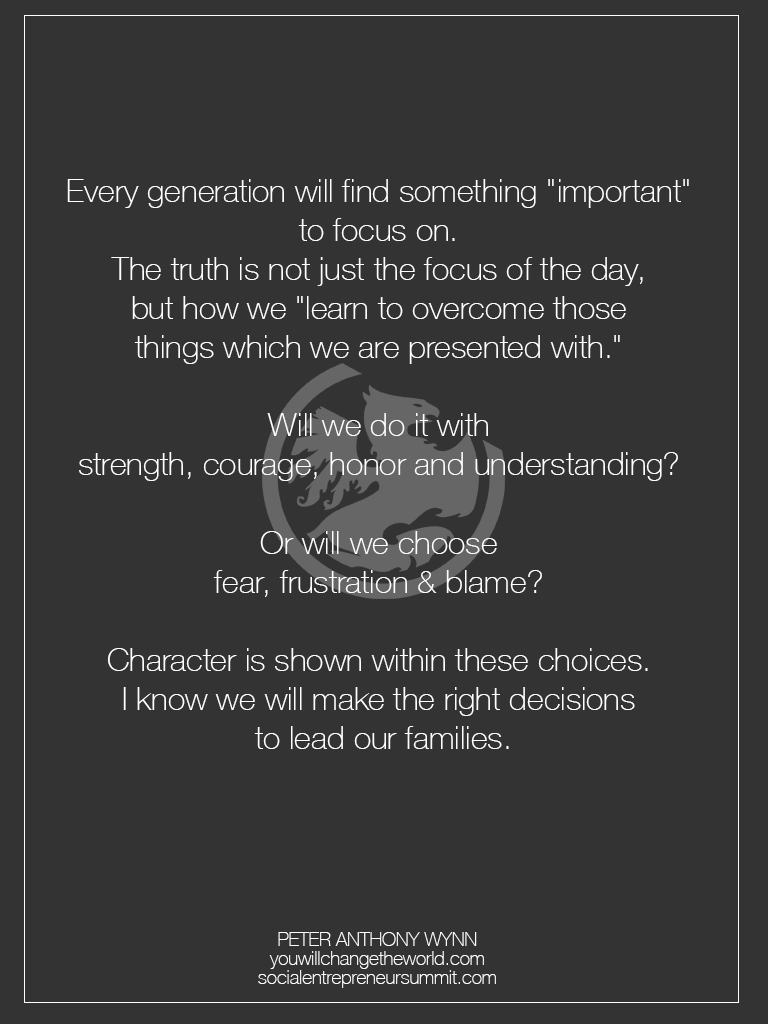 Every generation will find something "important"
to focus on.
The truth is not just the focus of the day,
but how we "learn to overcome those
things which we are presented with."
Will we do it with
strength, courage, honor and understanding?
Or will we choose
fear, frustration & blame?
Character is shown within these choices.
I know we will make the right decisions
to lead our families.
PETER ANTHONY WYNN
youwillchangetheworld.com
socialentrepreneursummit.com